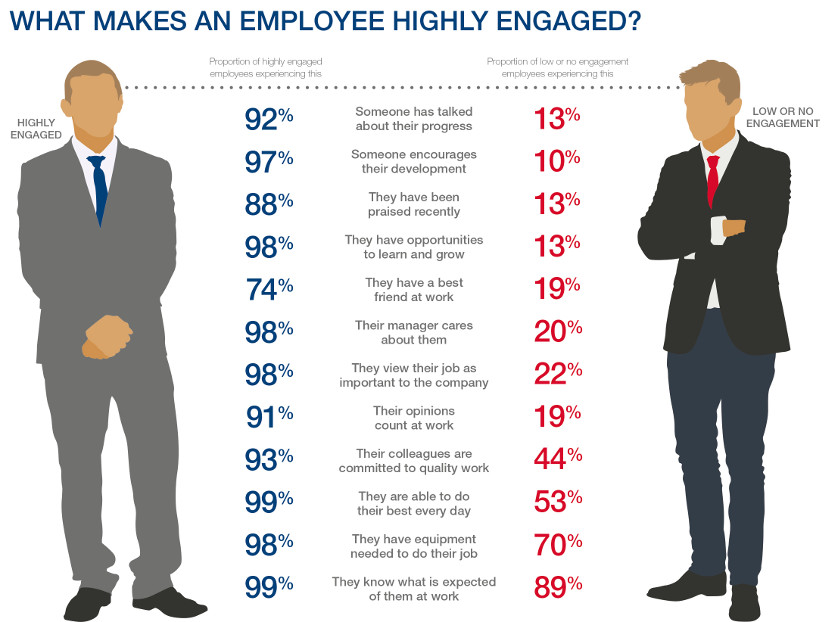 WHAT MAKES AN EMPLOYEE HIGHLY ENGAGED?
Proportion of highly engaged
employees experiencing this
Proportion of low or no engagement
employees experiencing this
HIGHLY
ENGAGED
LOW OR NO
ENGAGEMENT
92%
Someone has talked
about their progress
13%
97%
Someone encourages
their development
10%
88%
They have been
praised recently
13%
98%
They have opportunities
to learn and grow
13%
74%
They have a best
friend at work
19%
98%
Their manager cares
about them
20%
98%
They view their job as
important to the company
22%
91%
Their opinions
count at work
19%
93%
Their colleagues are
committed to quality work
44%
99%
They are able to do
their best every day
53%
98%
They have equipment
needed to do their job
70%
99%
They know what is expected
of them at work
89%